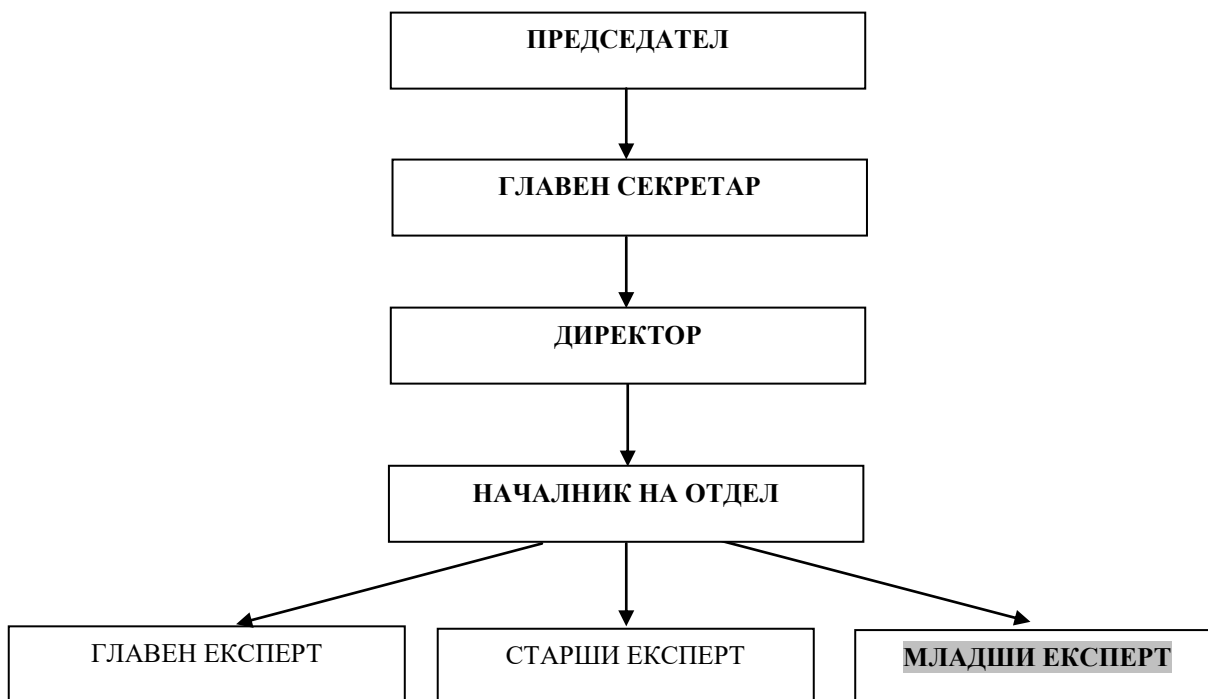 ПРЕДСЕДАТЕЛ
ГЛАВЕН СЕКРЕТАР
ДИРЕКТОР
НАЧАЛНИК НА ОТДЕЛ
ГЛАВЕН ЕКСПЕРТ
СТАРШИ ЕКСПЕРТ
МЛАДШИ ЕКСПЕРТ